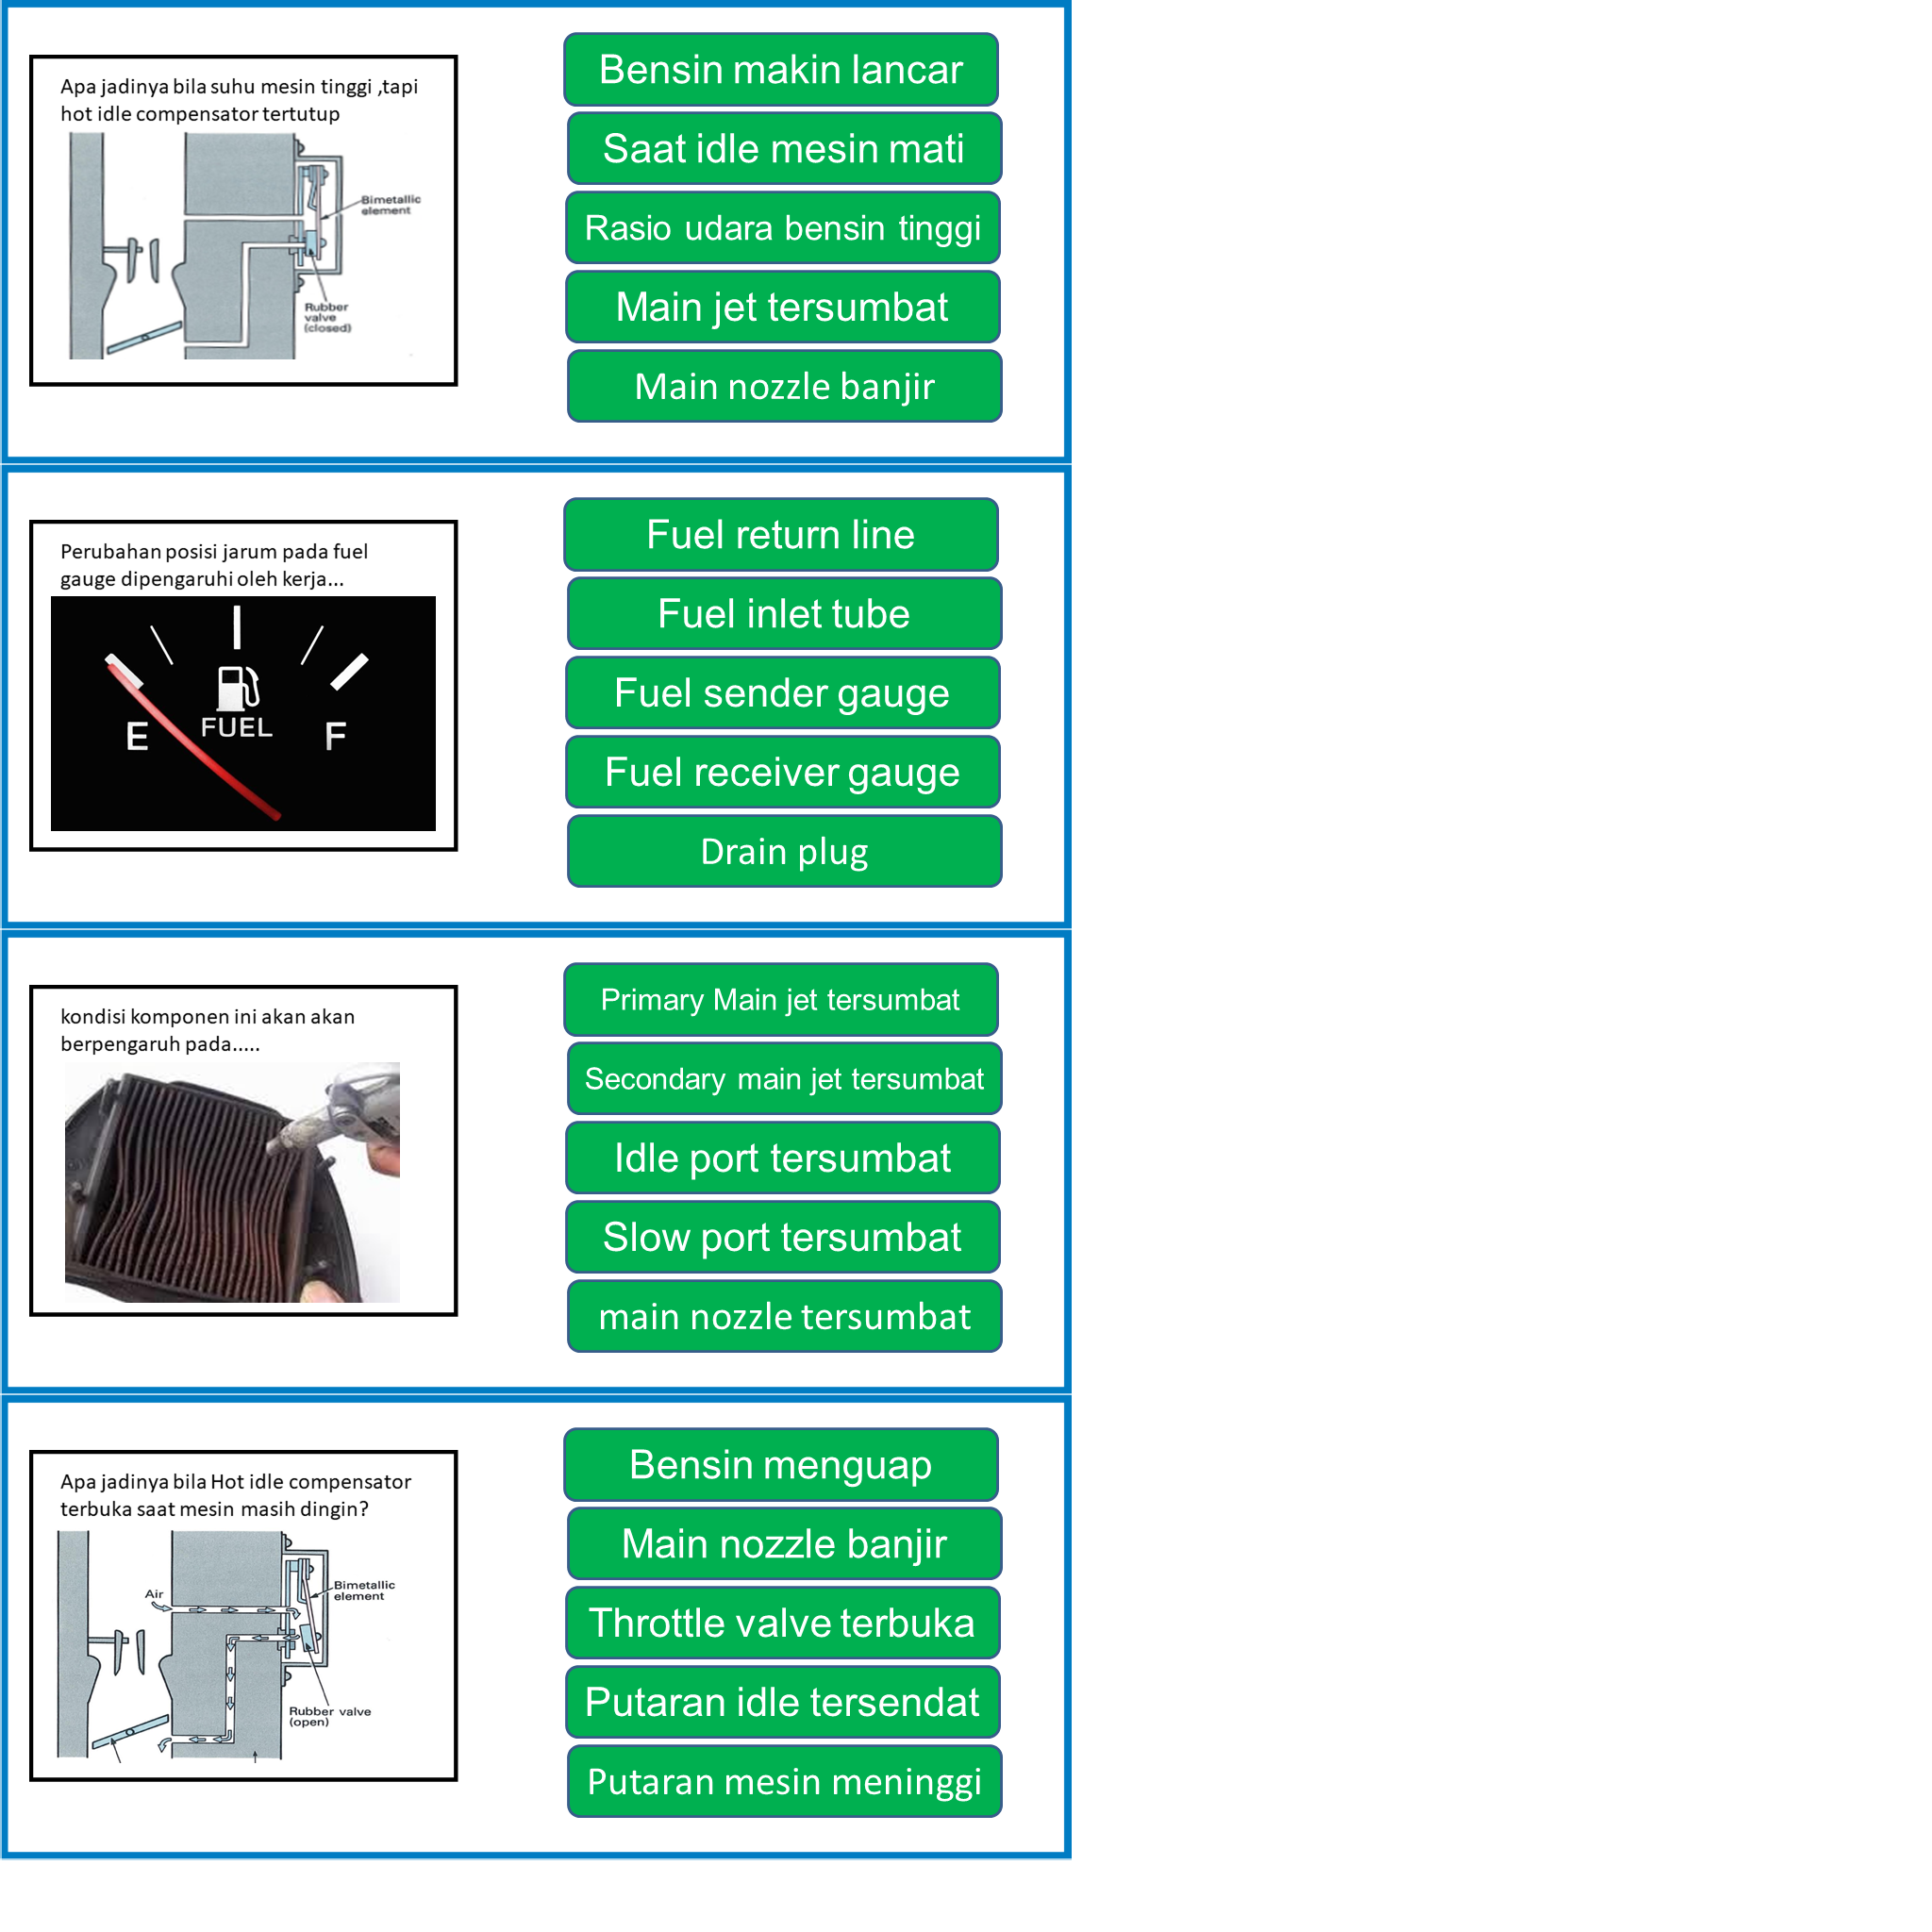 Apa jadinya bila suhu mesin tinggi ,tapi
hot idle compensator tertutup
Bimetallic
element
Rubber
valve
(closed)
Bensin makin lancar
Saat idle mesin mati
Rasio udara bensin tinggi
Main jet tersumbat
Main nozzle banjir
Perubahan posisi jarum pada fuel
gauge dipengaruhi oleh kerja...
E
FUEL
F
Fuel return line
Fuel inlet tube
Fuel sender gauge
Fuel receiver gauge
Drain plug
kondisi komponen ini akan akan
berpengaruh pada.....
Primary Main jet tersumbat
Secondary main jet tersumbat
Idle port tersumbat
Slow port tersumbat
main nozzle tersumbat
Apa jadinya bila Hot idle compensator
terbuka saat mesin masih dingin?
Air
Bimetallic
element
Rubber valve
(open)
Bensin menguap
Main nozzle banjir
Throttle valve terbuka
Putaran idle tersendat
Putaran mesin meninggi